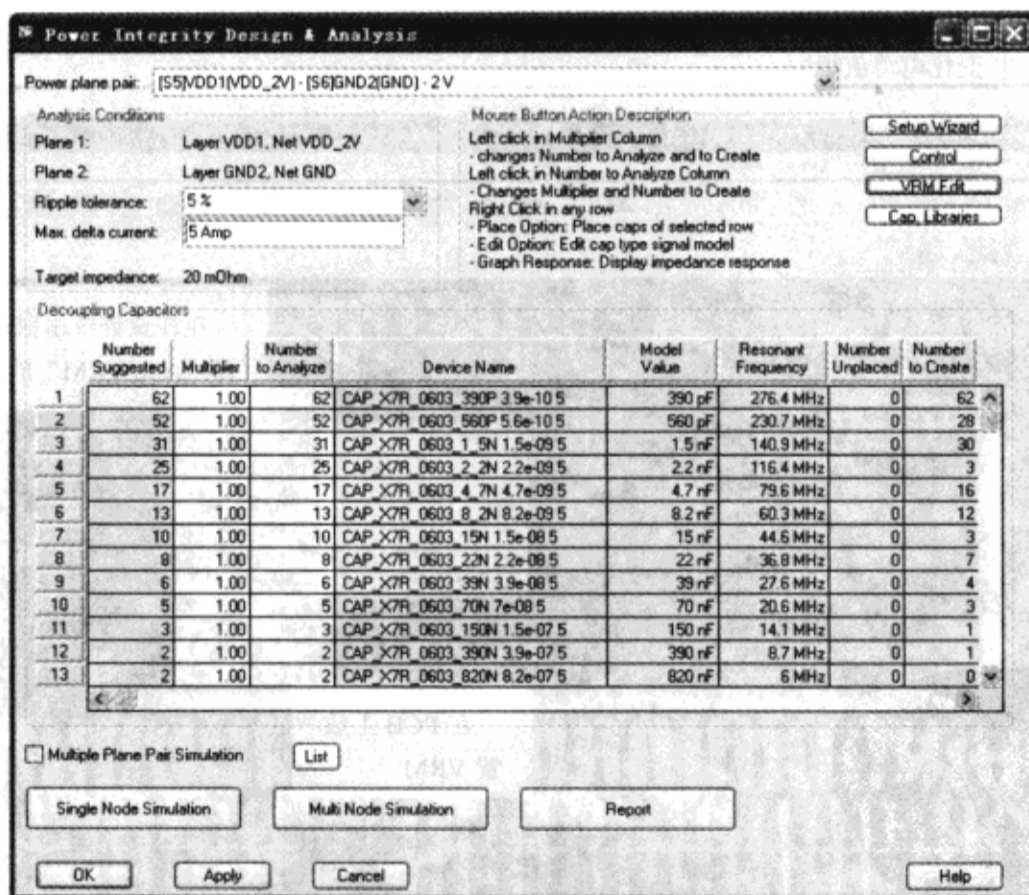 Power Integrity Design & Analysis
Power plane pair: [S5]VDD1(VDD_2V) - [S6]GND2(GND) - 2 V
Analysis Conditions
Plane 1: Layer VDD1, Net VDD_2V
Plane 2: Layer GND2, Net GND
Ripple tolerance: 5 %
Max. delta current: 5 Amp
Target impedance: 20 mOhm
Mouse Button Action Description
Left click in Multiplier Column
- changes Number to Analyze and to Create
Left click in Number to Analyze Column
- Changes Multiplier and Number to Create
Right Click in any row
- Place Option: Place caps of selected row
- Edit Option: Edit cap type signal model
- Graph Response: Display impedance response
Setup Wizard
Control
VRM Edit
Cap. Libraries
Decoupling Capacitors
Number Suggested Multiplier Number to Analyze Device Name Model Value Resonant Frequency Number Unplaced Number to Create
1 62 1.00 62 CAP_X7R_0603_390P 3.9e-10 5 390 pF 276.4 MHz 0 62
2 52 1.00 52 CAP_X7R_0603_560P 5.6e-10 5 560 pF 230.7 MHz 0 28
3 31 1.00 31 CAP_X7R_0603_1_5N 1.5e-09 5 1.5 nF 140.9 MHz 0 30
4 25 1.00 25 CAP_X7R_0603_2_2N 2.2e-09 5 2.2 nF 116.4 MHz 0 3
5 17 1.00 17 CAP_X7R_0603_4_7N 4.7e-09 5 4.7 nF 79.6 MHz 0 16
6 13 1.00 13 CAP_X7R_0603_8_2N 8.2e-09 5 8.2 nF 60.3 MHz 0 12
7 10 1.00 10 CAP_X7R_0603_15N 1.5e-08 5 15 nF 44.6 MHz 0 3
8 8 1.00 8 CAP_X7R_0603_22N 2.2e-08 5 22 nF 36.8 MHz 0 7
9 6 1.00 6 CAP_X7R_0603_39N 3.9e-08 5 39 nF 27.6 MHz 0 4
10 5 1.00 5 CAP_X7R_0603_70N 7e-08 5 70 nF 20.6 MHz 0 3
11 3 1.00 3 CAP_X7R_0603_150N 1.5e-07 5 150 nF 14.1 MHz 0 1
12 2 1.00 2 CAP_X7R_0603_390N 3.9e-07 5 390 nF 8.7 MHz 0 1
13 2 1.00 2 CAP_X7R_0603_820N 8.2e-07 5 820 nF 6 MHz 0 0
Multiple Plane Pair Simulation List
Single Node Simulation Multi Node Simulation Report
OK Apply Cancel Help